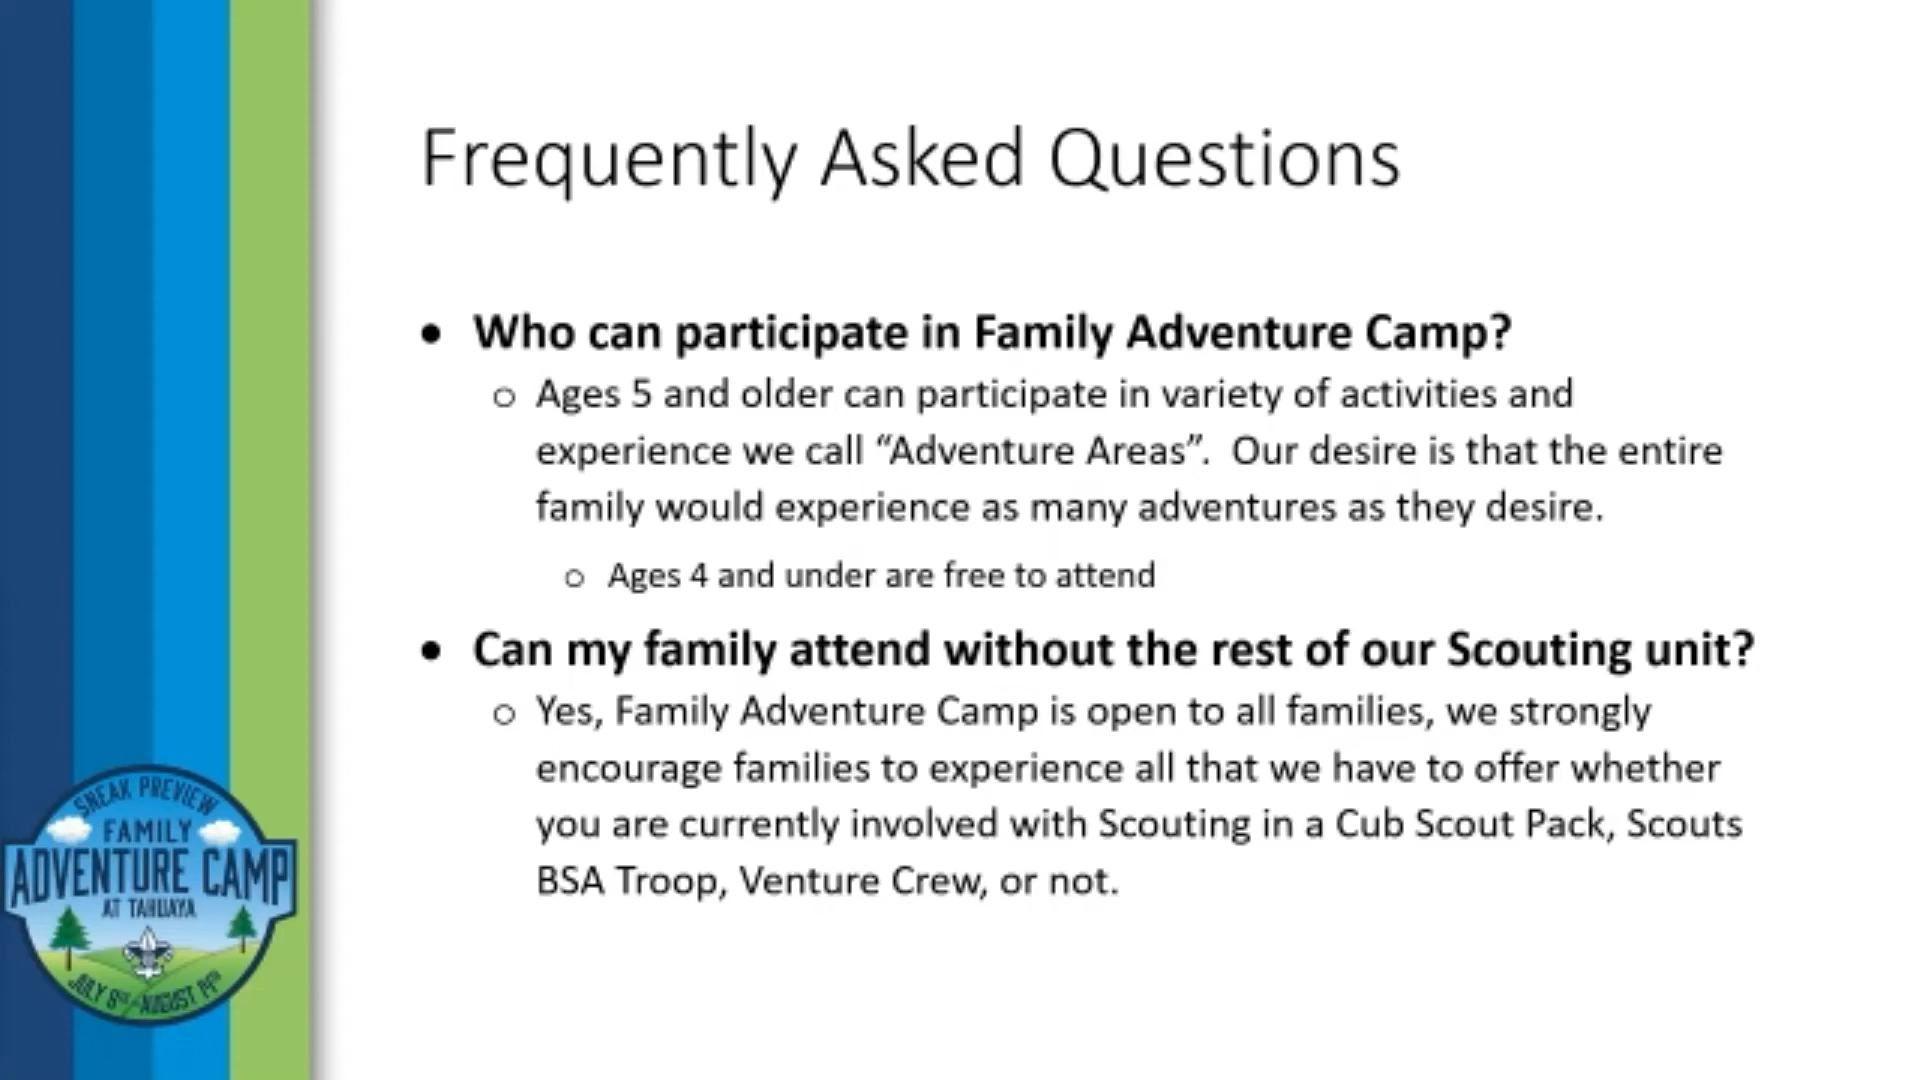 Frequently Asked Questions
• Who can participate in Family Adventure Camp?
o Ages 5 and older can participate in variety of activities and
experience we call “Adventure Areas”.  Our desire is that the entire
family would experience as many adventures as they desire.
o Ages 4 and under are free to attend
• Can my family attend without the rest of our Scouting unit?
o Yes, Family Adventure Camp is open to all families, we strongly
encourage families to experience all that we have to offer whether
you are currently involved with Scouting in a Cub Scout Pack, Scouts
BSA Troop, Venture Crew, or not.
SNEAK PREVIEW
FAMILY
ADVENTURE CAMP
AT TAHUAYA
JULY AUGUST